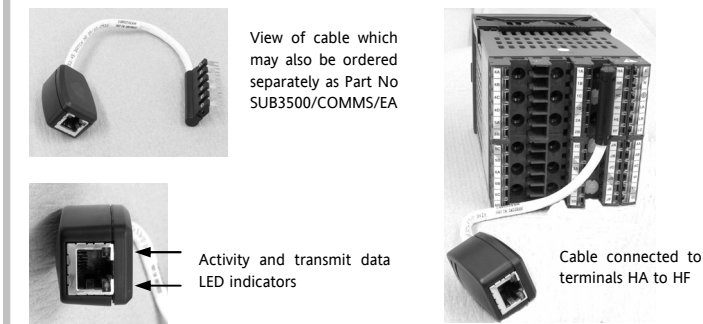 View of cable which
may also be ordered
separately as Part No
SUB3500/COMMS/EA
Activity and transmit data
LED indicators
Cable connected to
terminals HA to HF